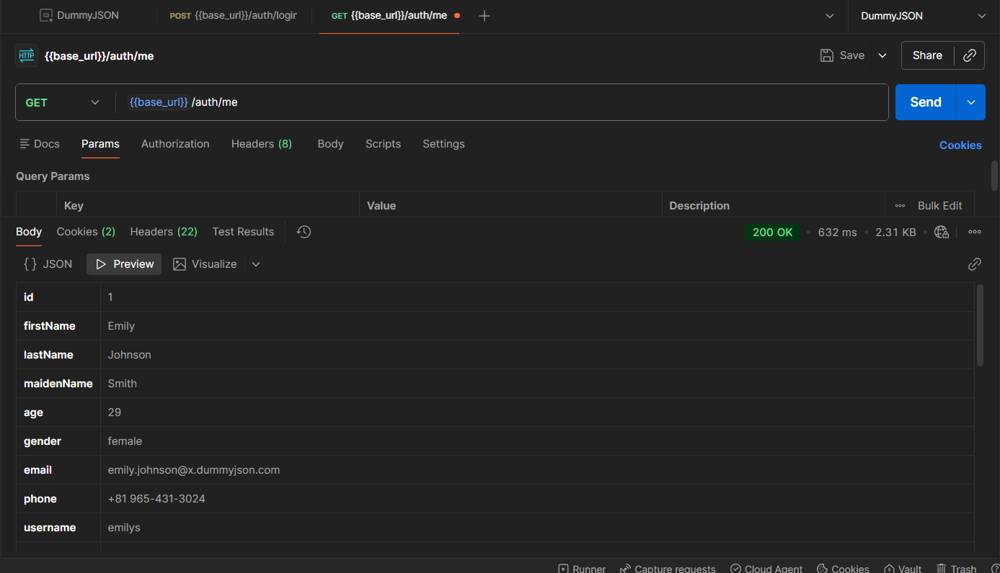 DummyJSON POST {{base_url}}/auth/login GET {{base_url}}/auth/me DummyJSON
HTTP {{base_url}}/auth/me Save Share
GET {{base_url}} /auth/me Send
Docs Params Authorization Headers (8) Body Scripts Settings Cookies
Query Params
Key Value Description Bulk Edit
Body Cookies (2) Headers (22) Test Results 200 OK 632 ms 2.31 KB
{} JSON Preview Visualize
id 1
firstName Emily
lastName Johnson
maidenName Smith
age 29
gender female
email emily.johnson@x.dummyjson.com
phone +81 965-431-3024
username emilys
Runner Capture requests Cloud Agent Cookies Vault Trash